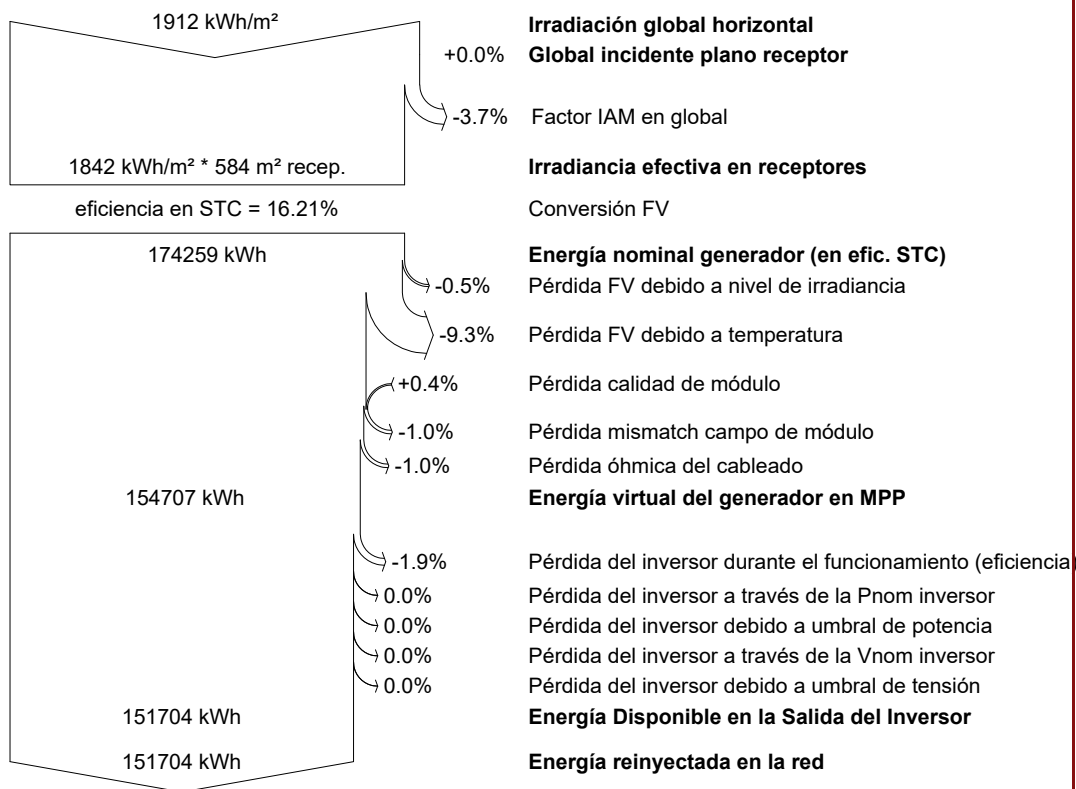 1912 kWh/m² Irradiación global horizontal
+0.0% Global incidente plano receptor
-3.7% Factor IAM en global
1842 kWh/m² * 584 m² recep. Irradiancia efectiva en receptores
eficiencia en STC = 16.21% Conversión FV
174259 kWh Energía nominal generador (en efic. STC)
-0.5% Pérdida FV debido a nivel de irradiancia
-9.3% Pérdida FV debido a temperatura
+0.4% Pérdida calidad de módulo
-1.0% Pérdida mismatch campo de módulo
-1.0% Pérdida óhmica del cableado
154707 kWh Energía virtual del generador en MPP
-1.9% Pérdida del inversor durante el funcionamiento (eficiencia)
0.0% Pérdida del inversor a través de la Pnom inversor
0.0% Pérdida del inversor debido a umbral de potencia
0.0% Pérdida del inversor a través de la Vnom inversor
0.0% Pérdida del inversor debido a umbral de tensión
151704 kWh Energía Disponible en la Salida del Inversor
151704 kWh Energía reinyectada en la red